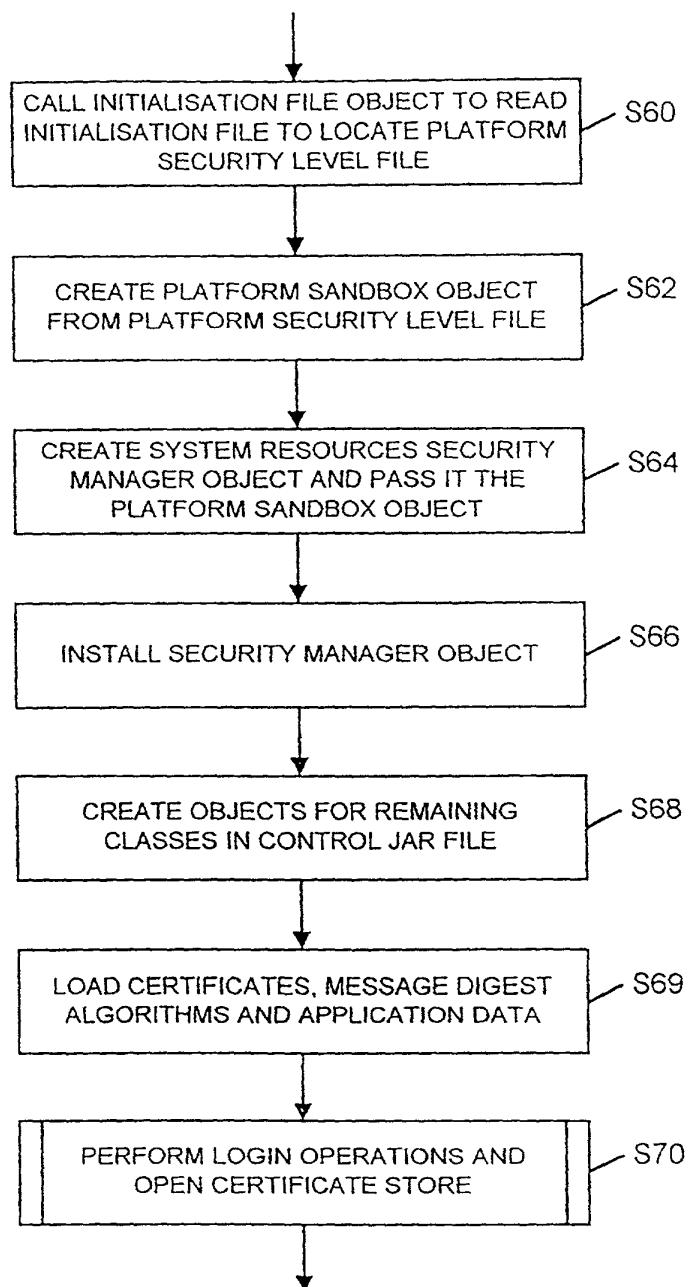 CALL INITIALISATION FILE OBJECT TO READ
INITIALISATION FILE TO LOCATE PLATFORM
SECURITY LEVEL FILE
S60
CREATE PLATFORM SANDBOX OBJECT
FROM PLATFORM SECURITY LEVEL FILE
S62
CREATE SYSTEM RESOURCES SECURITY
MANAGER OBJECT AND PASS IT THE
PLATFORM SANDBOX OBJECT
S64
INSTALL SECURITY MANAGER OBJECT
S66
CREATE OBJECTS FOR REMAINING
CLASSES IN CONTROL JAR FILE
S68
LOAD CERTIFICATES, MESSAGE DIGEST
ALGORITHMS AND APPLICATION DATA
S69
PERFORM LOGIN OPERATIONS AND
OPEN CERTIFICATE STORE
S70